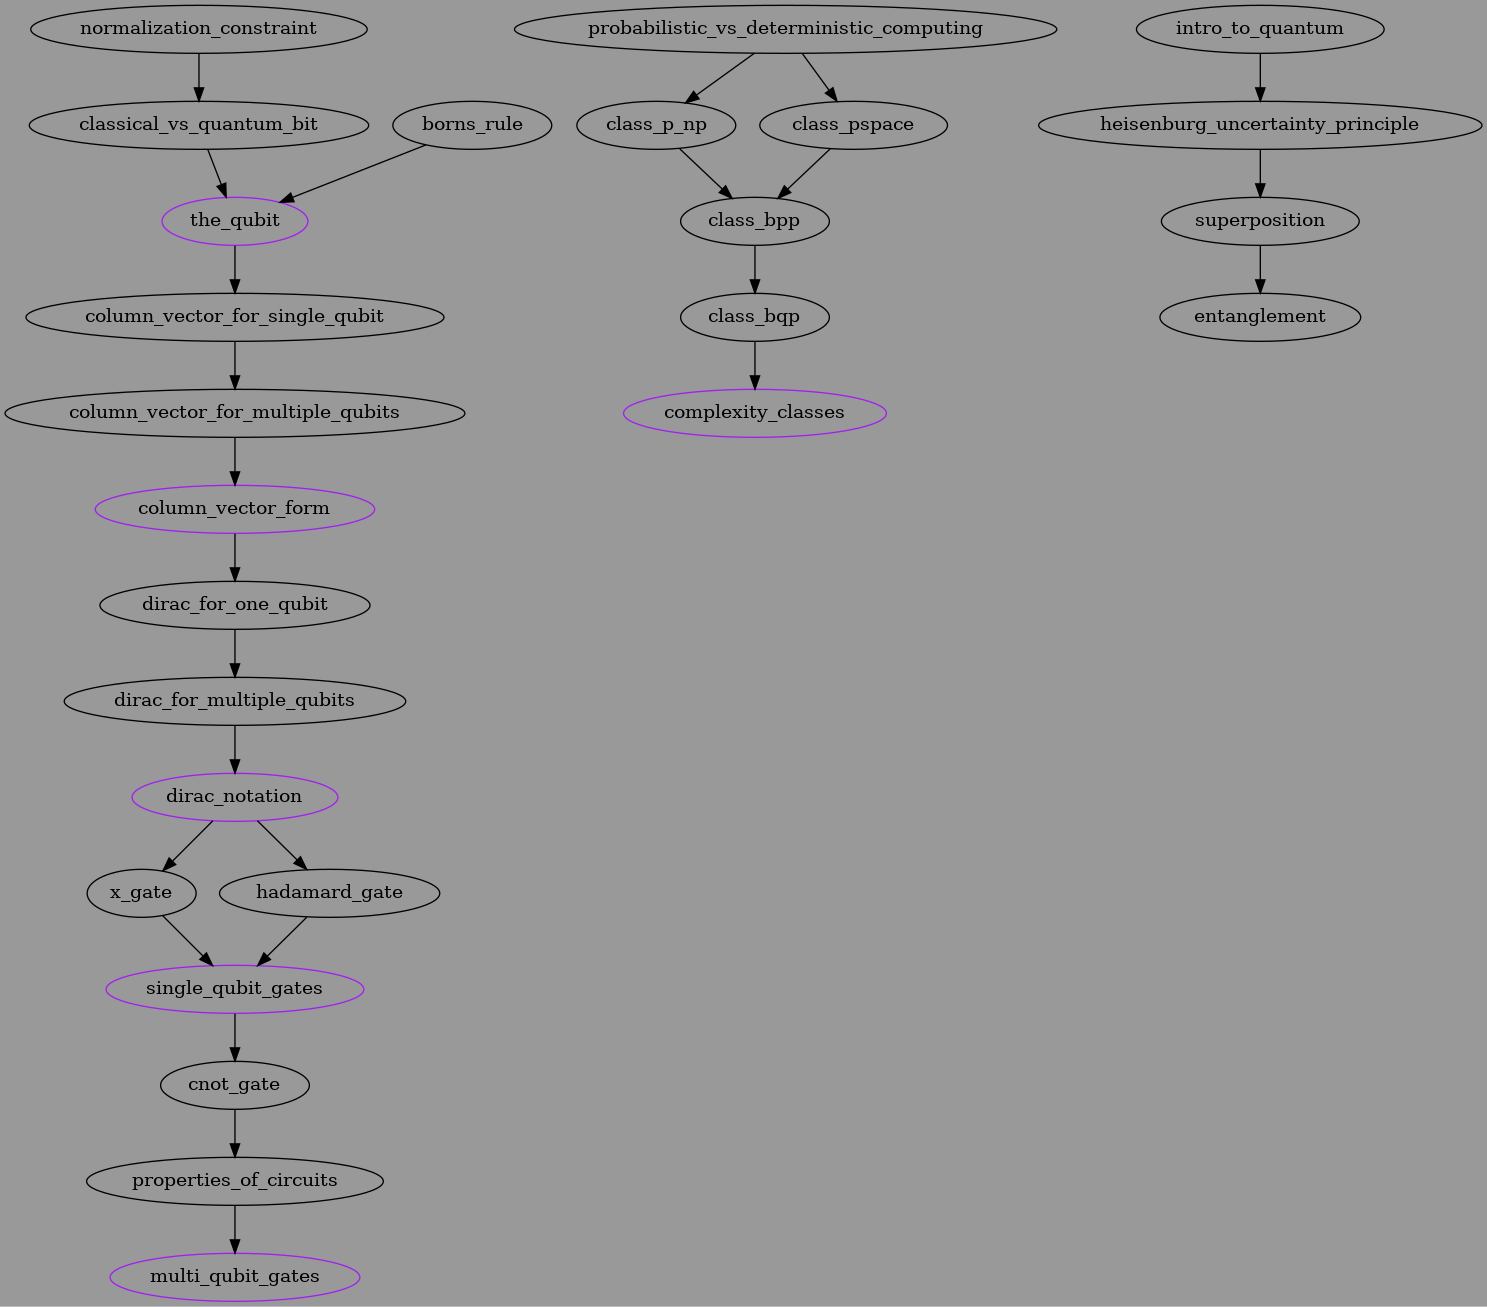 normalization_constraint
probabilistic_vs_deterministic_computing
intro_to_quantum
classical_vs_quantum_bit
borns_rule
class_p_np
class_pspace
heisenburg_uncertainty_principle
the_qubit
class_bpp
superposition
column_vector_for_single_qubit
class_bqp
entanglement
column_vector_for_multiple_qubits
complexity_classes
column_vector_form
dirac_for_one_qubit
dirac_for_multiple_qubits
dirac_notation
x_gate
hadamard_gate
single_qubit_gates
cnot_gate
properties_of_circuits
multi_qubit_gates